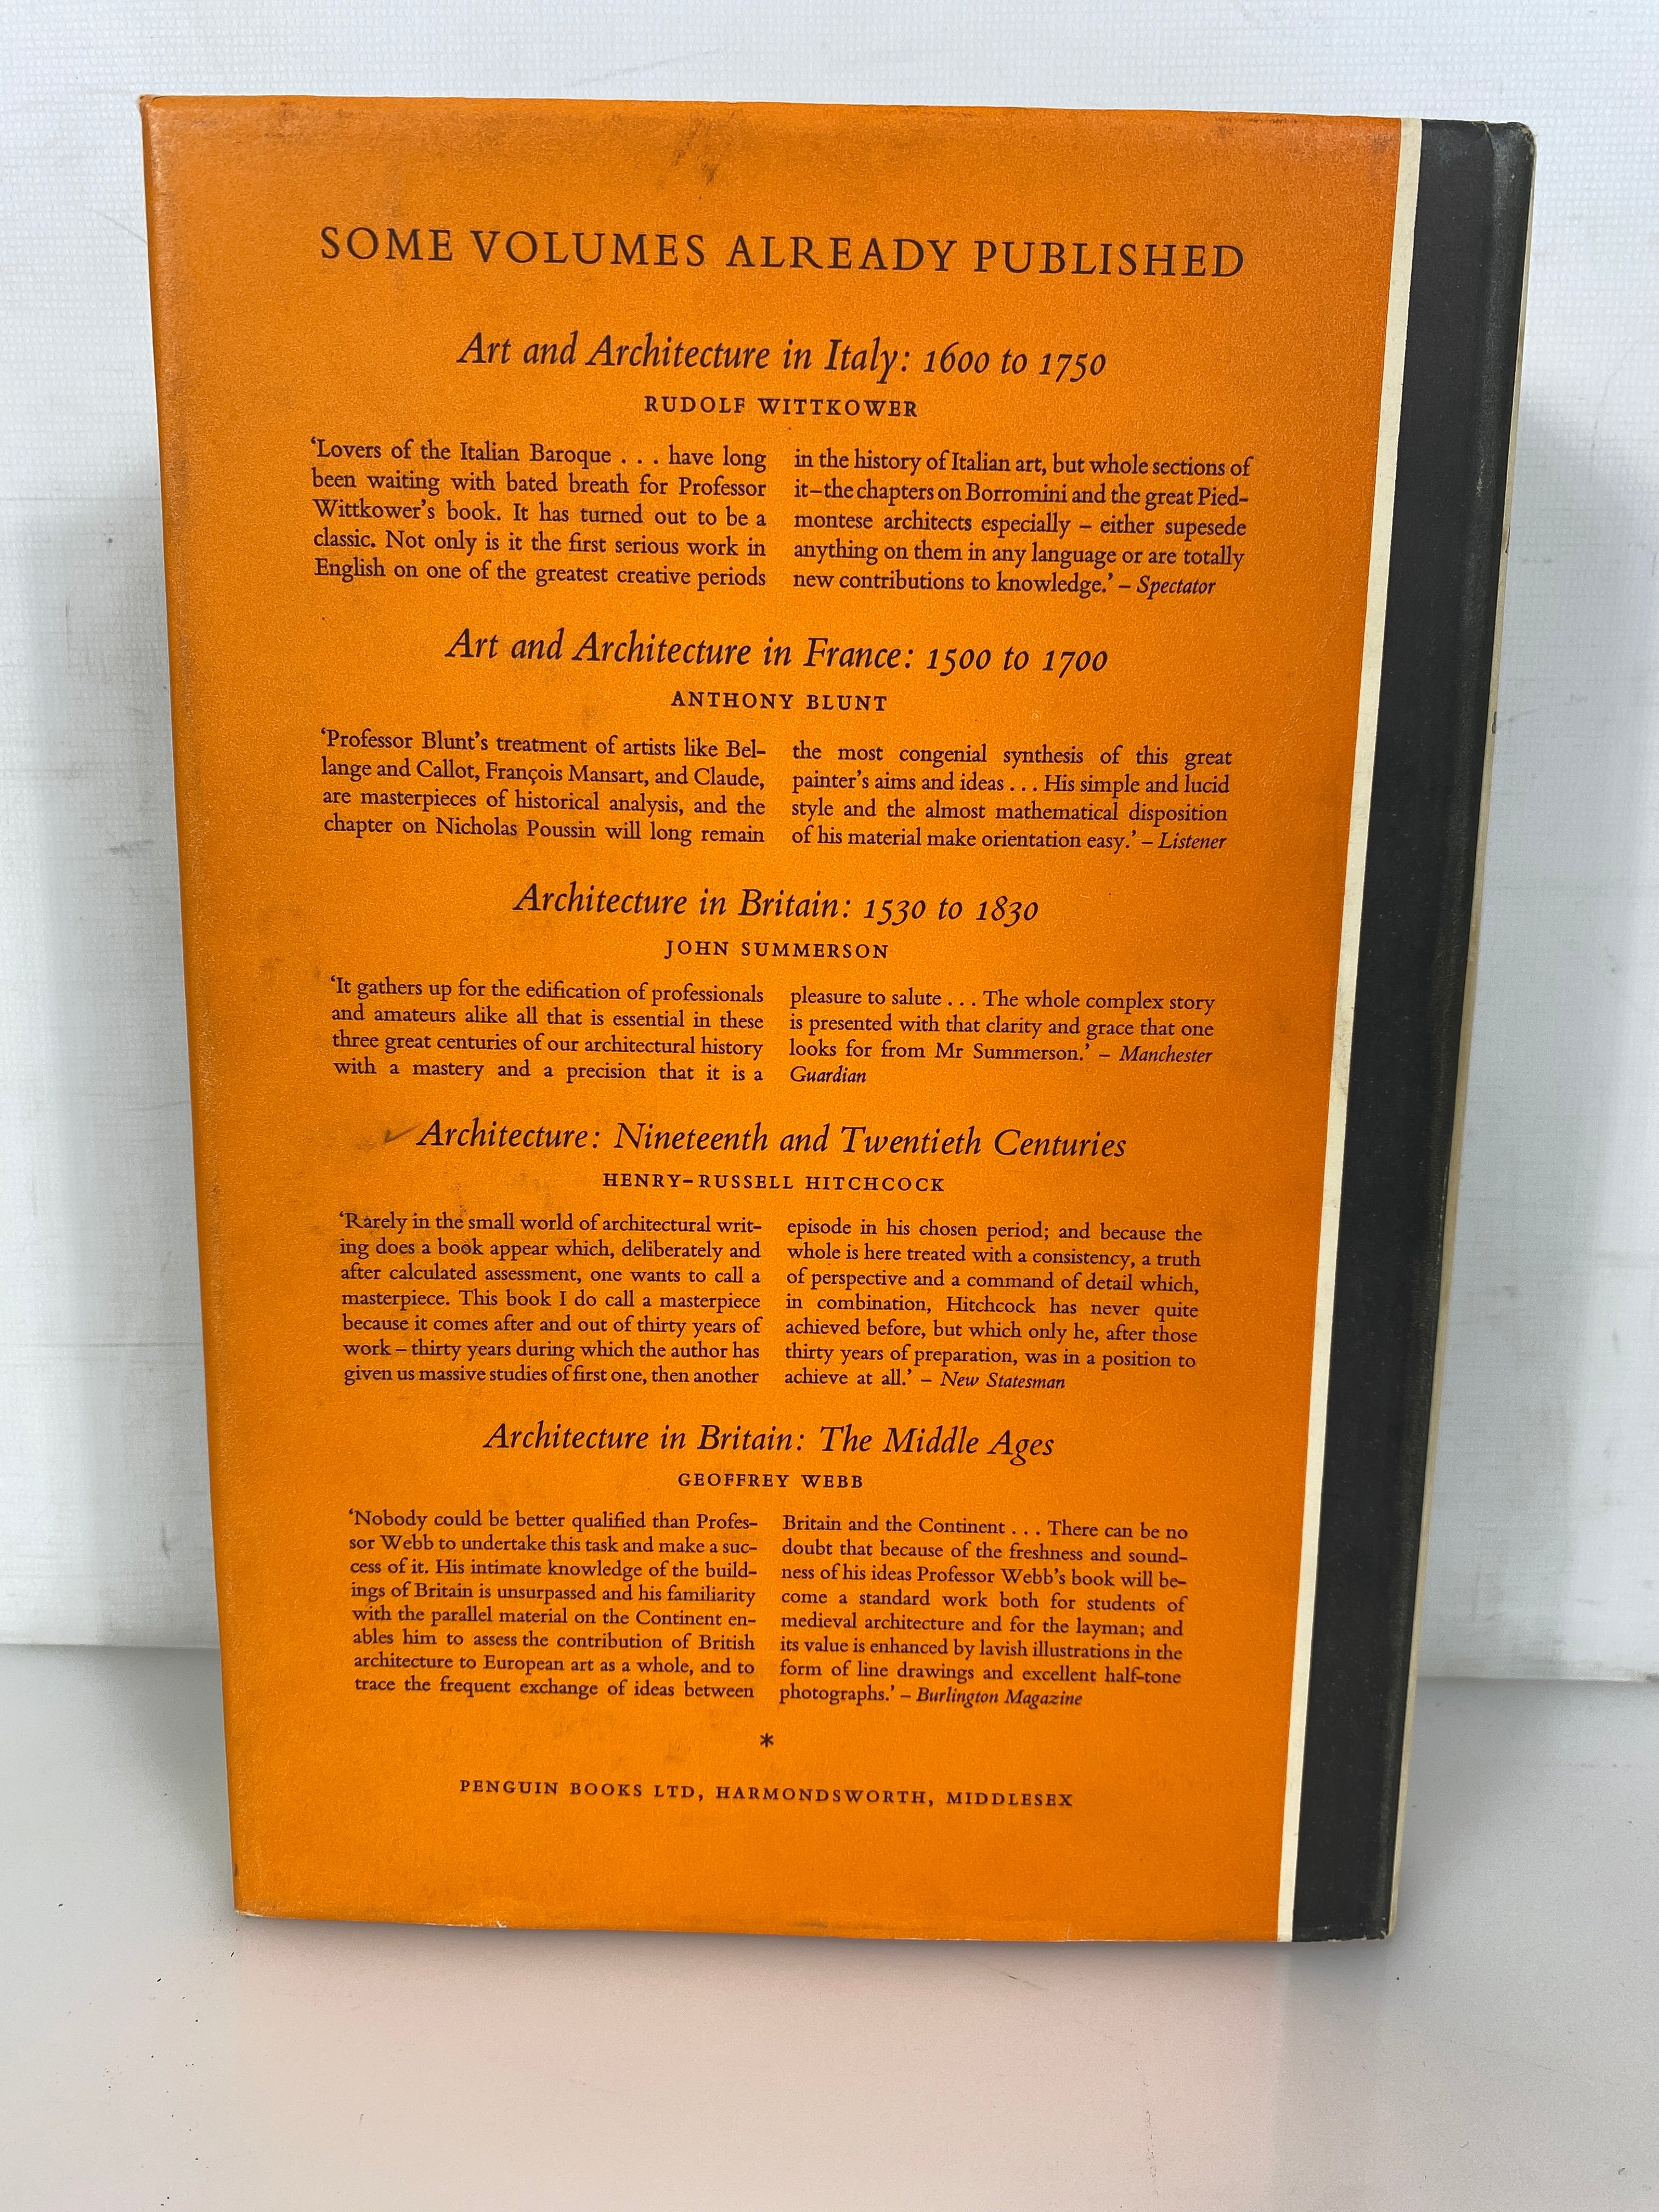 SOME VOLUMES ALREADY PUBLISHED
Art and Architecture in Italy: 1600 to 1750
RUDOLF WITTKOWER
‘Lovers of the Italian Baroque . . . have long
been waiting with bated breath for Professor
Wittkower’s book. It has turned out to be a
classic. Not only is it the first serious work in
English on one of the greatest creative periods
in the history of Italian art, but whole sections of
it–the chapters on Borromini and the great Pied-
montese architects especially – either supesede
anything on them in any language or are totally
new contributions to knowledge.’ – Spectator
Art and Architecture in France: 1500 to 1700
ANTHONY BLUNT
‘Professor Blunt’s treatment of artists like Bel-
lange and Callot, François Mansart, and Claude,
are masterpieces of historical analysis, and the
chapter on Nicholas Poussin will long remain
the most congenial synthesis of this great
painter’s aims and ideas . . . His simple and lucid
style and the almost mathematical disposition
of his material make orientation easy.’ – Listener
Architecture in Britain: 1530 to 1830
JOHN SUMMERSON
‘It gathers up for the edification of professionals
and amateurs alike all that is essential in these
three great centuries of our architectural history
with a mastery and a precision that it is a
pleasure to salute . . . The whole complex story
is presented with that clarity and grace that one
looks for from Mr Summerson.’ – Manchester
Guardian
Architecture: Nineteenth and Twentieth Centuries
HENRY-RUSSELL HITCHCOCK
‘Rarely in the small world of architectural writ-
ing does a book appear which, deliberately and
after calculated assessment, one wants to call a
masterpiece. This book I do call a masterpiece
because it comes after and out of thirty years of
work – thirty years during which the author has
given us massive studies of first one, then another
episode in his chosen period; and because the
whole is here treated with a consistency, a truth
of perspective and a command of detail which,
in combination, Hitchcock has never quite
achieved before, but which only he, after those
thirty years of preparation, was in a position to
achieve at all.’ – New Statesman
Architecture in Britain: The Middle Ages
GEOFFREY WEBB
‘Nobody could be better qualified than Profes-
sor Webb to undertake this task and make a suc-
cess of it. His intimate knowledge of the build-
ings of Britain is unsurpassed and his familiarity
with the parallel material on the Continent en-
ables him to assess the contribution of British
architecture to European art as a whole, and to
trace the frequent exchange of ideas between
Britain and the Continent . . . There can be no
doubt that because of the freshness and sound-
ness of his ideas Professor Webb’s book will be-
come a standard work both for students of
medieval architecture and for the layman; and
its value is enhanced by lavish illustrations in the
form of line drawings and excellent half-tone
photographs.’ – Burlington Magazine
*
PENGUIN BOOKS LTD, HARMONDSWORTH, MIDDLESEX